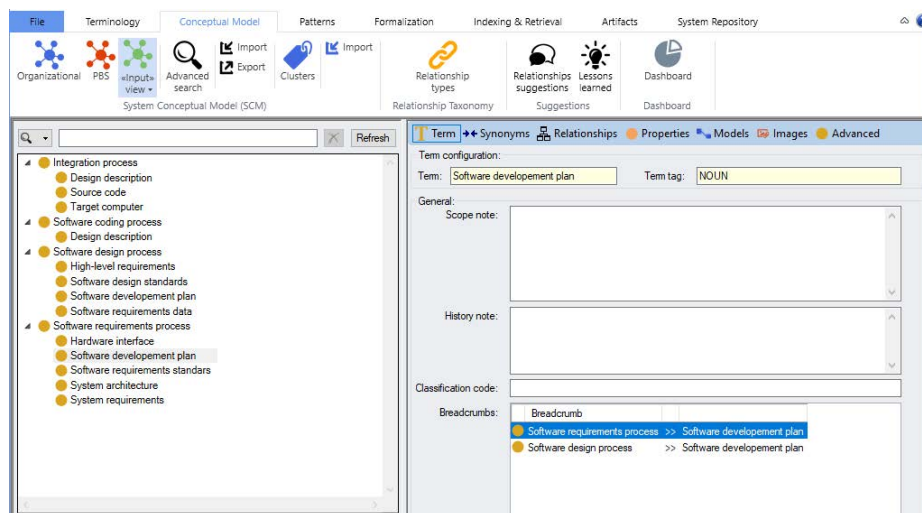 File Terminology Conceptual Model Patterns Formalization Indexing & Retrieval Artifacts System Repository
Organizational PBS «Input» view Advanced search Import Export Clusters Import Relationship types Relationships suggestions Lessons learned Dashboard
System Conceptual Model (SCM) Relationship Taxonomy Suggestions Dashboard
Refresh
Integration process
Design description
Source code
Target computer
Software coding process
Design description
Software design process
High-level requirements
Software design standards
Software developement plan
Software requirements data
Software requirements process
Hardware interface
Software developement plan
Software requirements standars
System architecture
System requirements
Term Synonyms Relationships Properties Models Images Advanced
Term configuration:
Term: Software developement plan Term tag: NOUN
General:
Scope note:
History note:
Classification code:
Breadcrumbs: Breadcrumb
Software requirements process >> Software developement plan
Software design process >> Software developement plan